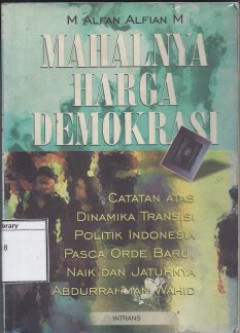 M ALFAN ALFIAN M
MAHALNYA
HARGA
DEMOKRASI
CATATAN ATAS
DINAMIKA TRANSISI
POLITIK INDONESIA
PASCA ORDE BARU,
NAIK DAN JATUHNYA
ABDURRAHMAN WAHID
INTRANS